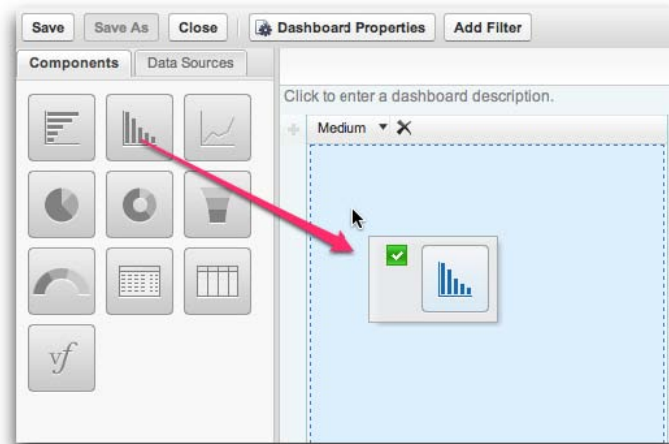 Save Save As Close Dashboard Properties Add Filter
Components Data Sources
Click to enter a dashboard description.
Medium
vf